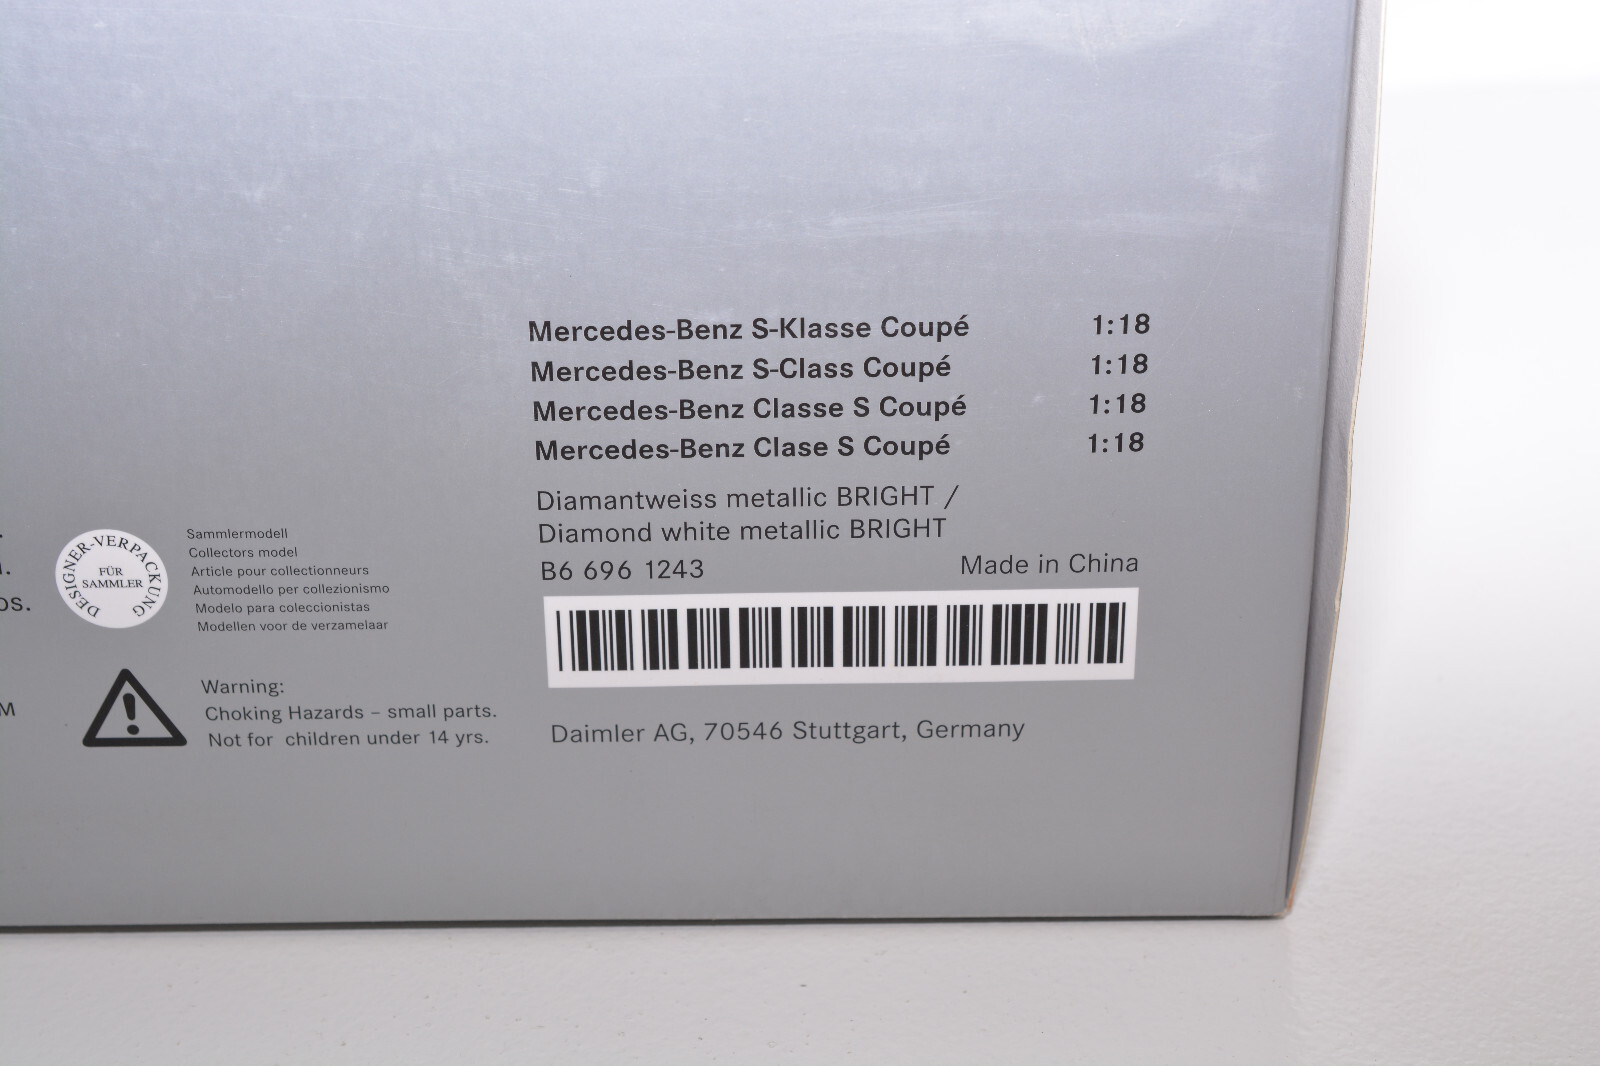 Mercedes-Benz S-Klasse Coupé 1:18
Mercedes-Benz S-Class Coupé 1:18
Mercedes-Benz Classe S Coupé 1:18
Mercedes-Benz Clase S Coupé 1:18
Diamantweiss metallic BRIGHT /
Diamond white metallic BRIGHT
B6 696 1243 Made in China
Daimler AG, 70546 Stuttgart, Germany
DESIGNER-VERPACKUNG
FÜR
SAMMLER
Sammlermodell
Collectors model
Article pour collectionneurs
Automodello per collezionismo
Modelo para coleccionistas
Modellen voor de verzamelaar
Warning:
Choking Hazards – small parts.
Not for children under 14 yrs.